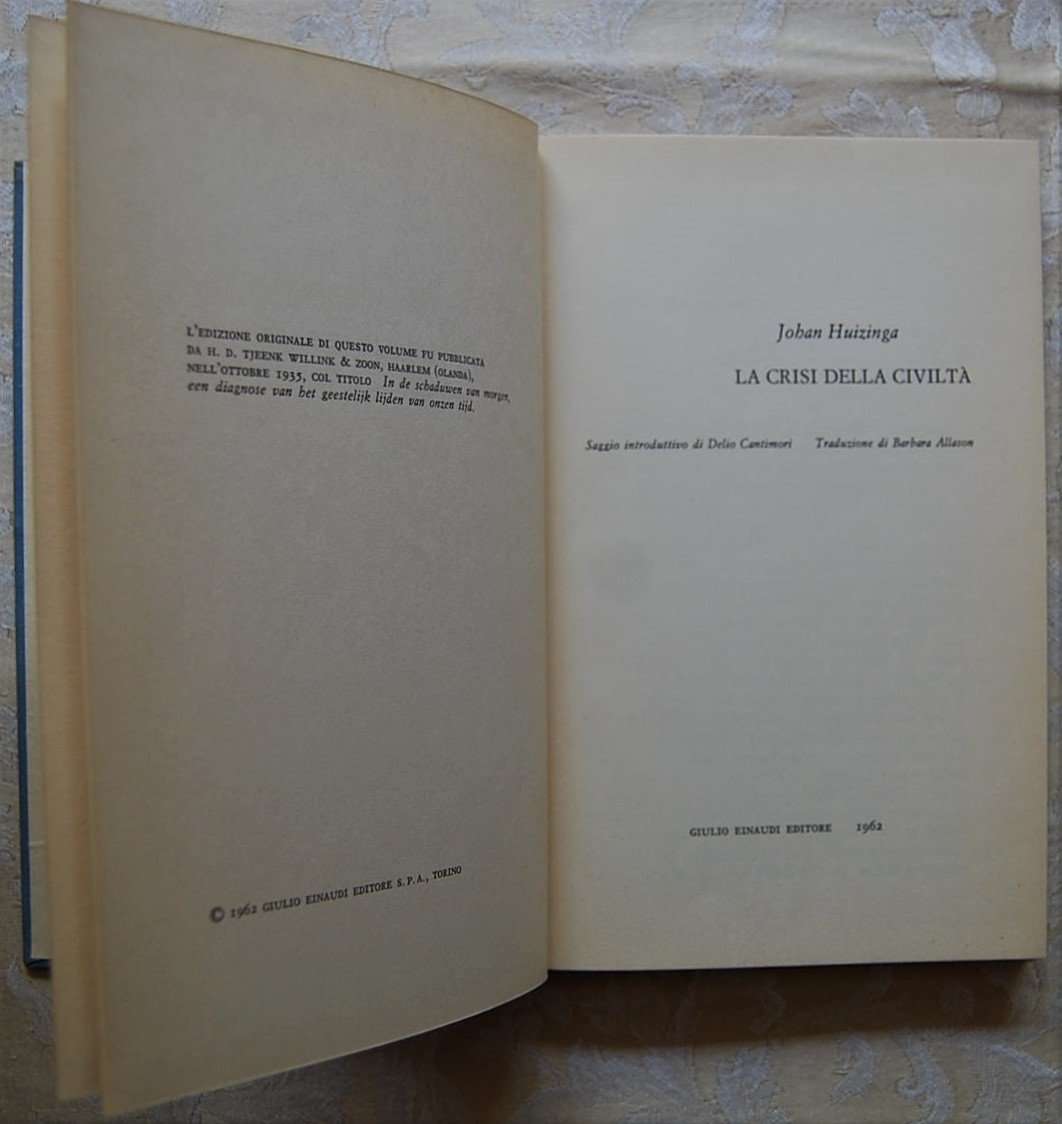 L'EDIZIONE ORIGINALE DI QUESTO VOLUME FU PUBBLICATA
DA H. D. TJEENK WILLINK & ZOON, HAARLEM (OLANDA),
NELL'OTTOBRE 1935, COL TITOLO In de schaduwen van morgen,
een diagnose van het geestelijk lijden van onzen tijd.
© 1962 GIULIO EINAUDI EDITORE S. P. A., TORINO
Johan Huizinga
LA CRISI DELLA CIVILTÀ
Saggio introduttivo di Delio Cantimori Traduzione di Barbara Allason
GIULIO EINAUDI EDITORE 1962